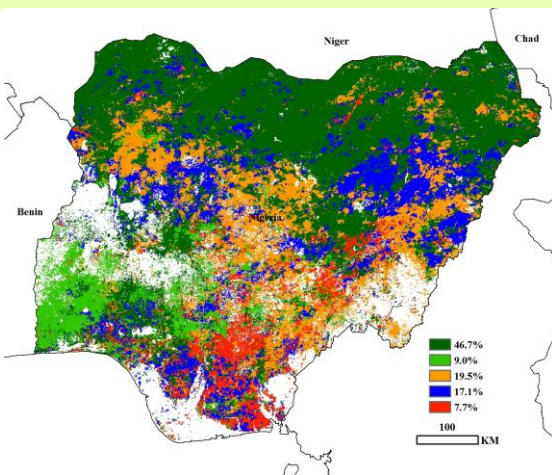 Niger
Chad
Benin
Nigeria
46.7%
9.0%
19.5%
17.1%
7.7%
100
KM